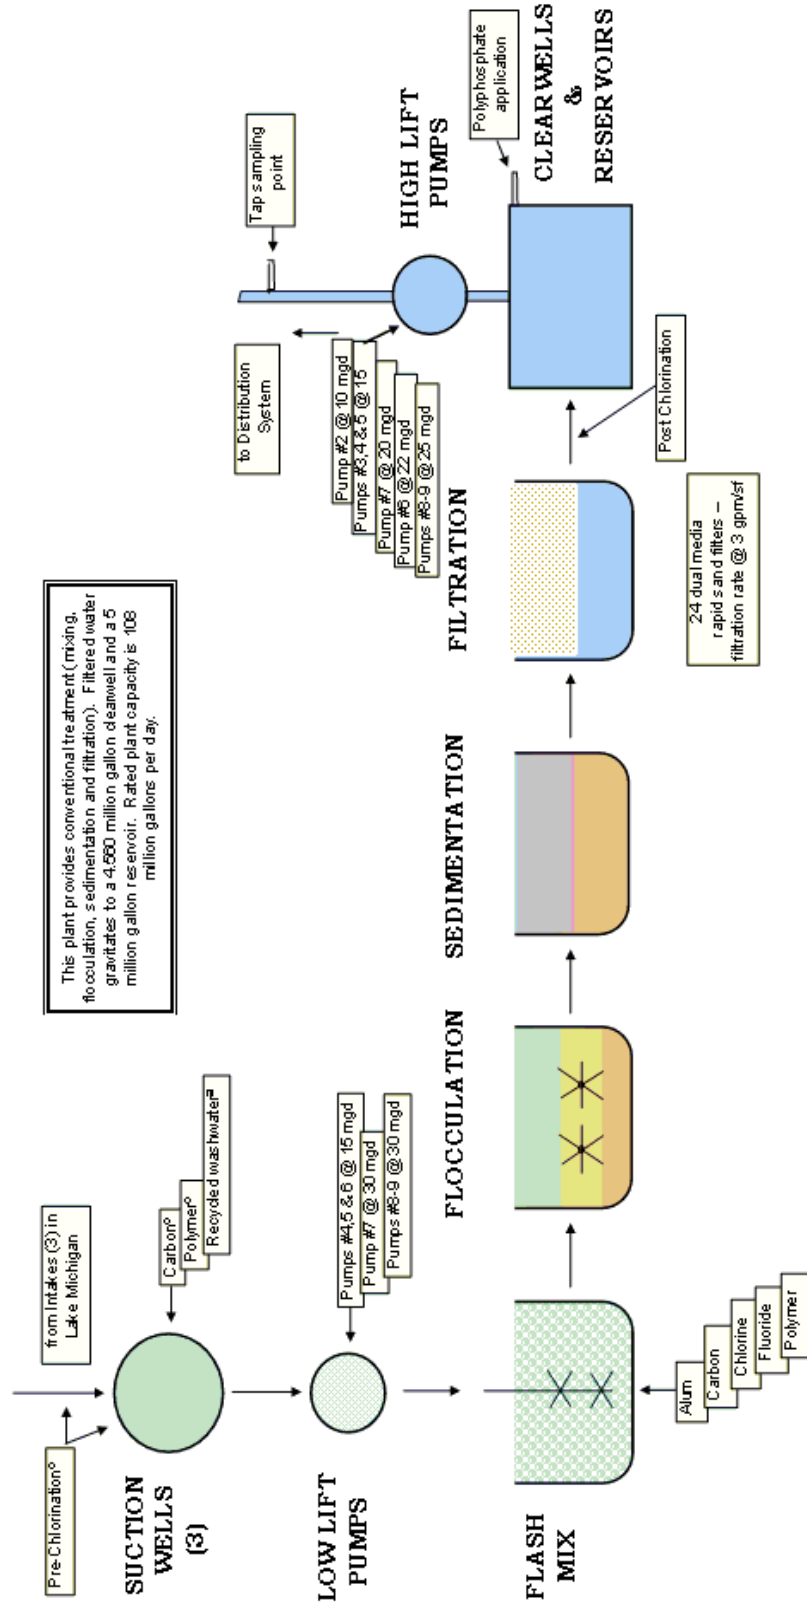 Pre-Chlorination°
from Intakes (3) in
Lake Michigan
SUCTION
WELLS
(3)
Carbon°
Polymer°
Recycled washwaterª
LOW LIFT
PUMPS
Pumps #4,5 & 6 @ 15 mgd
Pump #7 @ 30 mgd
Pumps #8-9 @ 30 mgd
FLASH
MIX
Alum
Carbon
Chlorine
Fluoride
Polymer
FLOCCULATION
SEDIMENTATION
FILTRATION
24 dual media
rapid sand filters –
filtration rate @ 3 gpm/sf
Post Chlorination
This plant provides conventional treatment (mixing,
flocculation, sedimentation and filtration). Filtered water
gravitates to a 4.560 million gallon clearwell and a 5
million gallon reservoir. Rated plant capacity is 108
million gallons per day.
to Distribution
System
Pump #2 @ 10 mgd
Pumps #3,4 & 5 @ 15
Pump #7 @ 20 mgd
Pump #6 @ 22 mgd
Pumps #8-9 @ 25 mgd
Tap sampling
point
HIGH LIFT
PUMPS
Polyphosphate
application
CLEARWELLS
&
RESERVOIRS